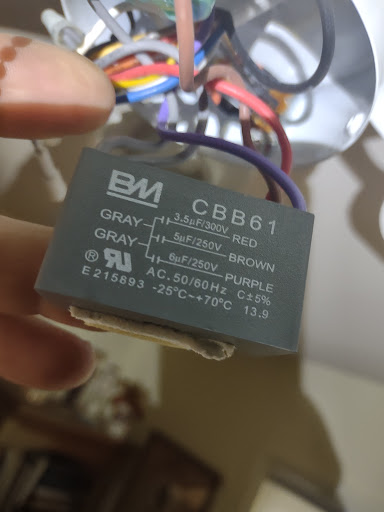 BM CBB61
3.5µF/300V
GRAY RED
5µF/250V
GRAY BROWN
6µF/250V
PURPLE
® RU AC. 50/60Hz C±5%
E215893 -25°C~+70°C 13.9